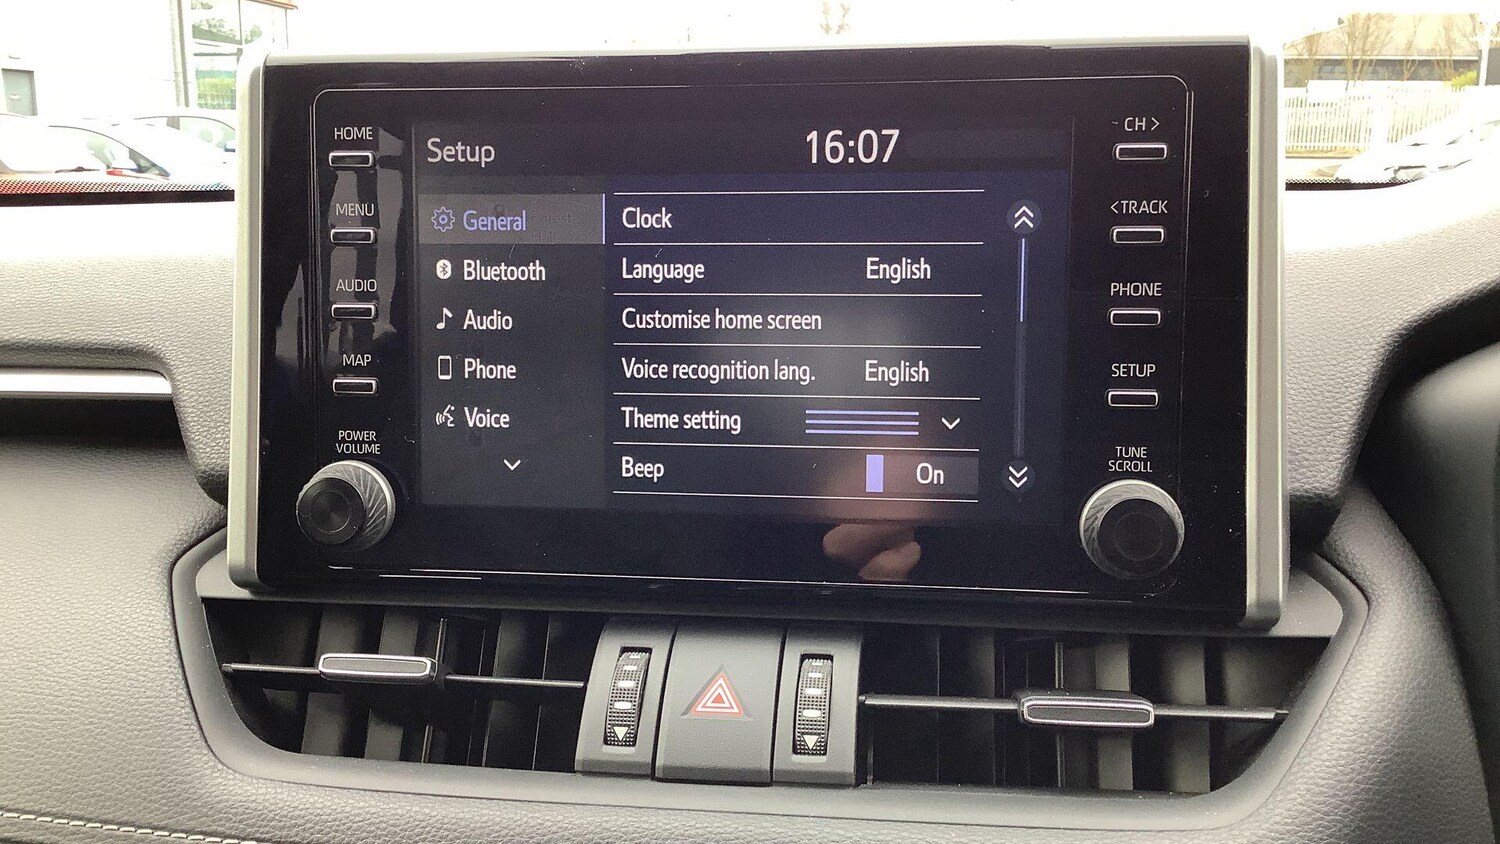 HOME
MENU
AUDIO
MAP
POWER
VOLUME
Setup
16:07
General
Bluetooth
Audio
Phone
Voice
Clock
Language English
Customise home screen
Voice recognition lang. English
Theme setting
Beep On
CH >
< TRACK
PHONE
SETUP
TUNE
SCROLL